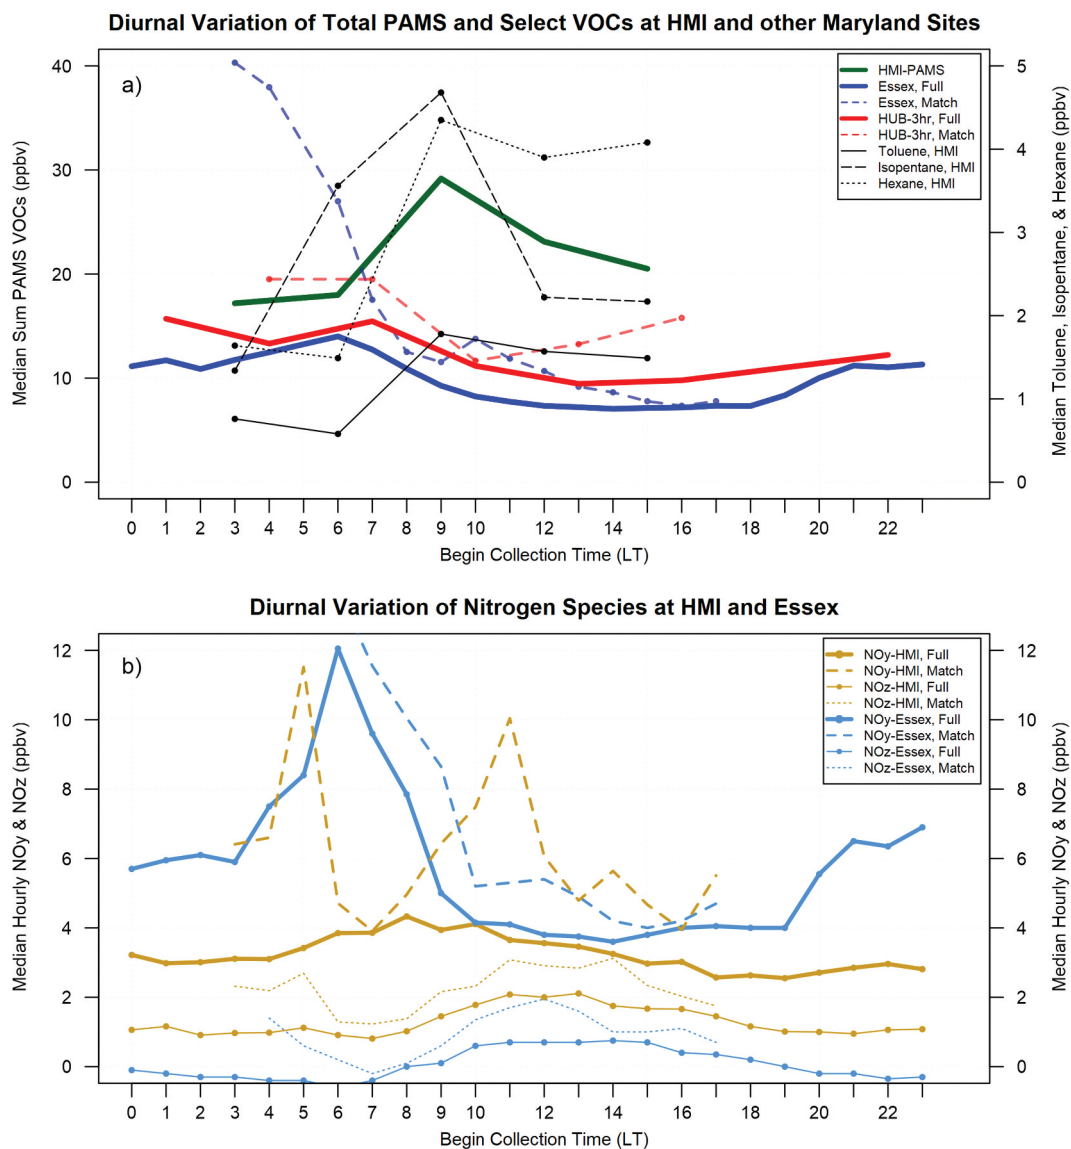 Diurnal Variation of Total PAMS and Select VOCs at HMI and other Maryland Sites
a)
HMI-PAMS
Essex, Full
Essex, Match
HUB-3hr, Full
HUB-3hr, Match
Toluene, HMI
Isopentane, HMI
Hexane, HMI
Median Sum PAMS VOCs (ppbv)
40
30
20
10
0
5
4
3
2
1
0
Median Toluene, Isopentane, & Hexane (ppbv)
0 1 2 3 4 5 6 7 8 9 10 12 14 16 18 20 22
Begin Collection Time (LT)
Diurnal Variation of Nitrogen Species at HMI and Essex
b)
NOy-HMI, Full
NOy-HMI, Match
NOz-HMI, Full
NOz-HMI, Match
NOy-Essex, Full
NOy-Essex, Match
NOz-Essex, Full
NOz-Essex, Match
Median Hourly NOy & NOz (ppbv)
12
10
8
6
4
2
0
12
10
8
6
4
2
0
Median Hourly NOy & NOz (ppbv)
0 1 2 3 4 5 6 7 8 9 10 12 14 16 18 20 22
Begin Collection Time (LT)